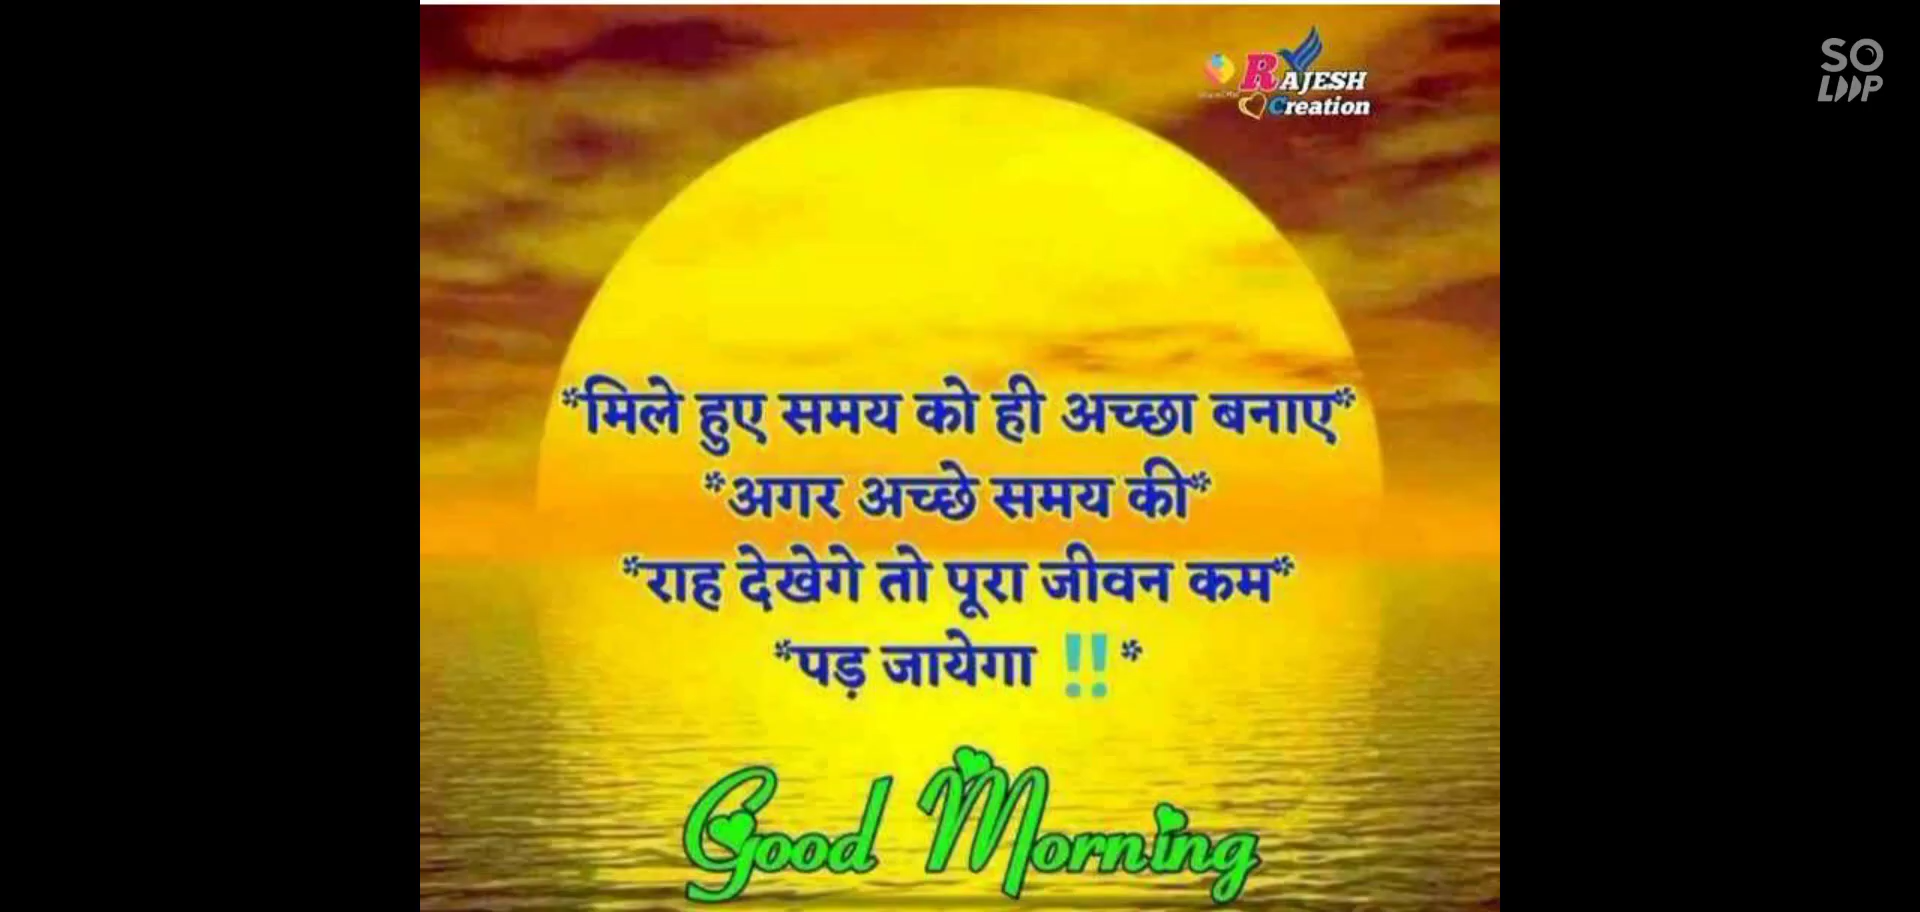 RAJESH
Creation
SO
LOOP
*मिले हुए समय को ही अच्छा बनाए*
*अगर अच्छे समय की*
*राह देखेगे तो पूरा जीवन कम*
*पड़ जायेगा ‼*
Good Morning